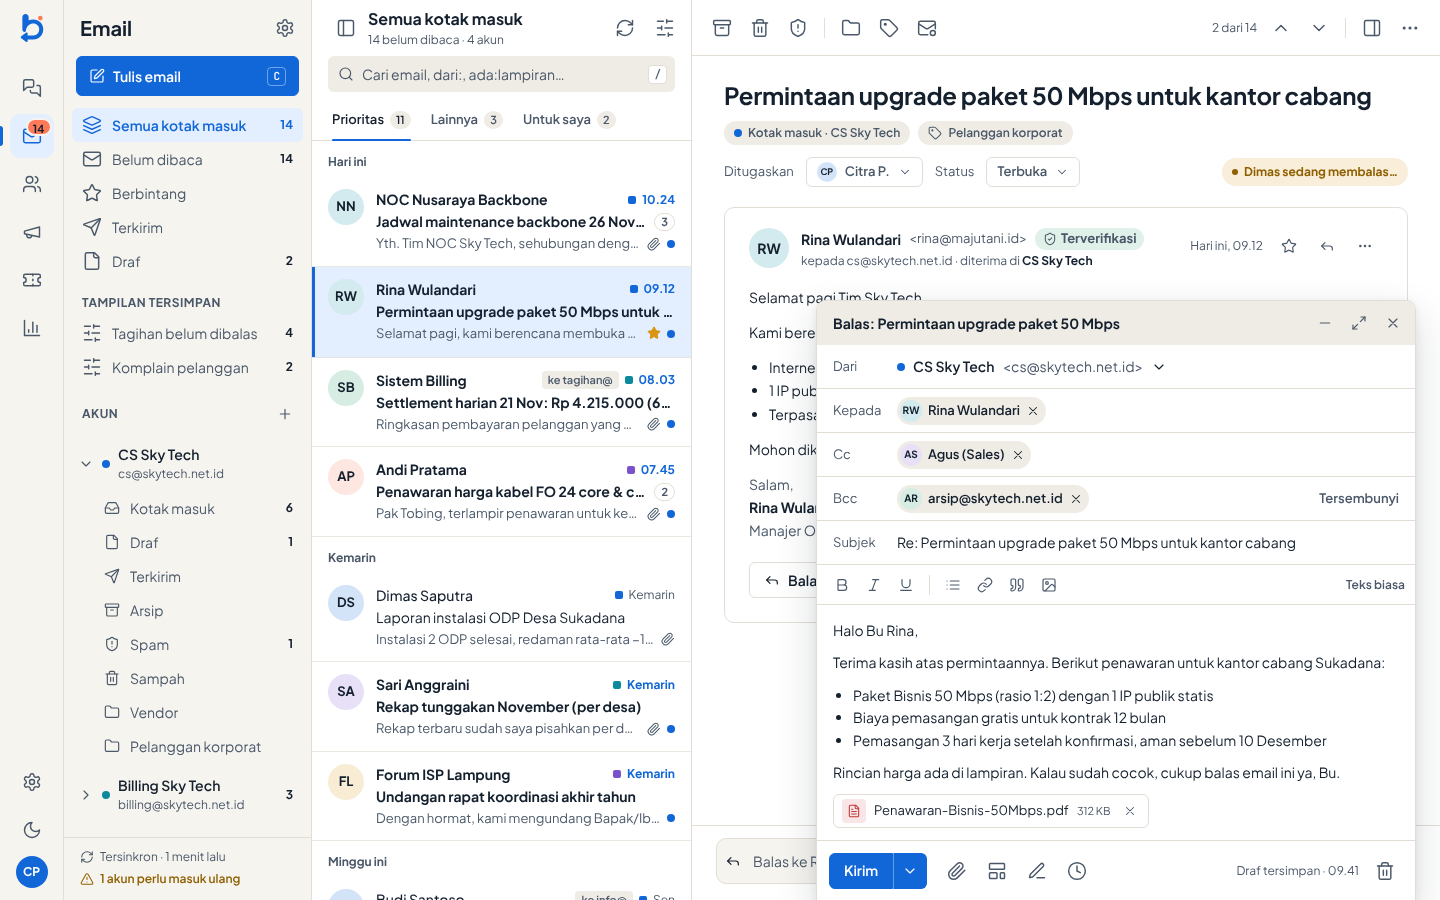 14
CP
Email
Tulis email
C
Semua kotak masuk 14
Belum dibaca 14
Berbintang
Terkirim
Draf 2
TAMPILAN TERSIMPAN
Tagihan belum dibalas 4
Komplain pelanggan 2
AKUN
CS Sky Tech
cs@skytech.net.id
Kotak masuk 6
Draf 1
Terkirim
Arsip
Spam 1
Sampah
Vendor
Pelanggan korporat
Billing Sky Tech
billing@skytech.net.id 3
Tersinkron · 1 menit lalu
1 akun perlu masuk ulang
Semua kotak masuk
14 belum dibaca · 4 akun
Cari email, dari:, ada:lampiran... /
Prioritas 11 Lainnya 3 Untuk saya 2
Hari ini
NN NOC Nusaraya Backbone 10.24
Jadwal maintenance backbone 26 Nov... 3
Yth. Tim NOC Sky Tech, sehubungan deng...
RW Rina Wulandari 09.12
Permintaan upgrade paket 50 Mbps untuk ...
Selamat pagi, kami berencana membuka ...
SB Sistem Billing ke tagihan@ 08.03
Settlement harian 21 Nov: Rp 4.215.000 (6...
Ringkasan pembayaran pelanggan yang ...
AP Andi Pratama 07.45
Penawaran harga kabel FO 24 core & c... 2
Pak Tobing, terlampir penawaran untuk ke...
Kemarin
DS Dimas Saputra Kemarin
Laporan instalasi ODP Desa Sukadana
Instalasi 2 ODP selesai, redaman rata-rata −1...
SA Sari Anggraini Kemarin
Rekap tunggakan November (per desa)
Rekap terbaru sudah saya pisahkan per d...
FL Forum ISP Lampung Kemarin
Undangan rapat koordinasi akhir tahun
Dengan hormat, kami mengundang Bapak/Ib...
Minggu ini
Budi Santoso ke info@ Sen
2 dari 14
Permintaan upgrade paket 50 Mbps untuk kantor cabang
Kotak masuk · CS Sky Tech Pelanggan korporat
Ditugaskan CP Citra P. Status Terbuka Dimas sedang membalas...
RW Rina Wulandari <rina@majutani.id> Terverifikasi Hari ini, 09.12
kepada cs@skytech.net.id · diterima di CS Sky Tech
Selamat pagi Tim Sky Tech
Kami bere
Interne
1 IP pub
Terpasa
Mohon dik
Salam,
Rina Wula
Manajer O
Bala
Balas ke R
Balas: Permintaan upgrade paket 50 Mbps
Dari CS Sky Tech <cs@skytech.net.id>
Kepada RW Rina Wulandari
Cc AS Agus (Sales)
Bcc AR arsip@skytech.net.id Tersembunyi
Subjek Re: Permintaan upgrade paket 50 Mbps untuk kantor cabang
B I U Teks biasa
Halo Bu Rina,
Terima kasih atas permintaannya. Berikut penawaran untuk kantor cabang Sukadana:
Paket Bisnis 50 Mbps (rasio 1:2) dengan 1 IP publik statis
Biaya pemasangan gratis untuk kontrak 12 bulan
Pemasangan 3 hari kerja setelah konfirmasi, aman sebelum 10 Desember
Rincian harga ada di lampiran. Kalau sudah cocok, cukup balas email ini ya, Bu.
Penawaran-Bisnis-50Mbps.pdf 312 KB
Kirim Draf tersimpan · 09.41